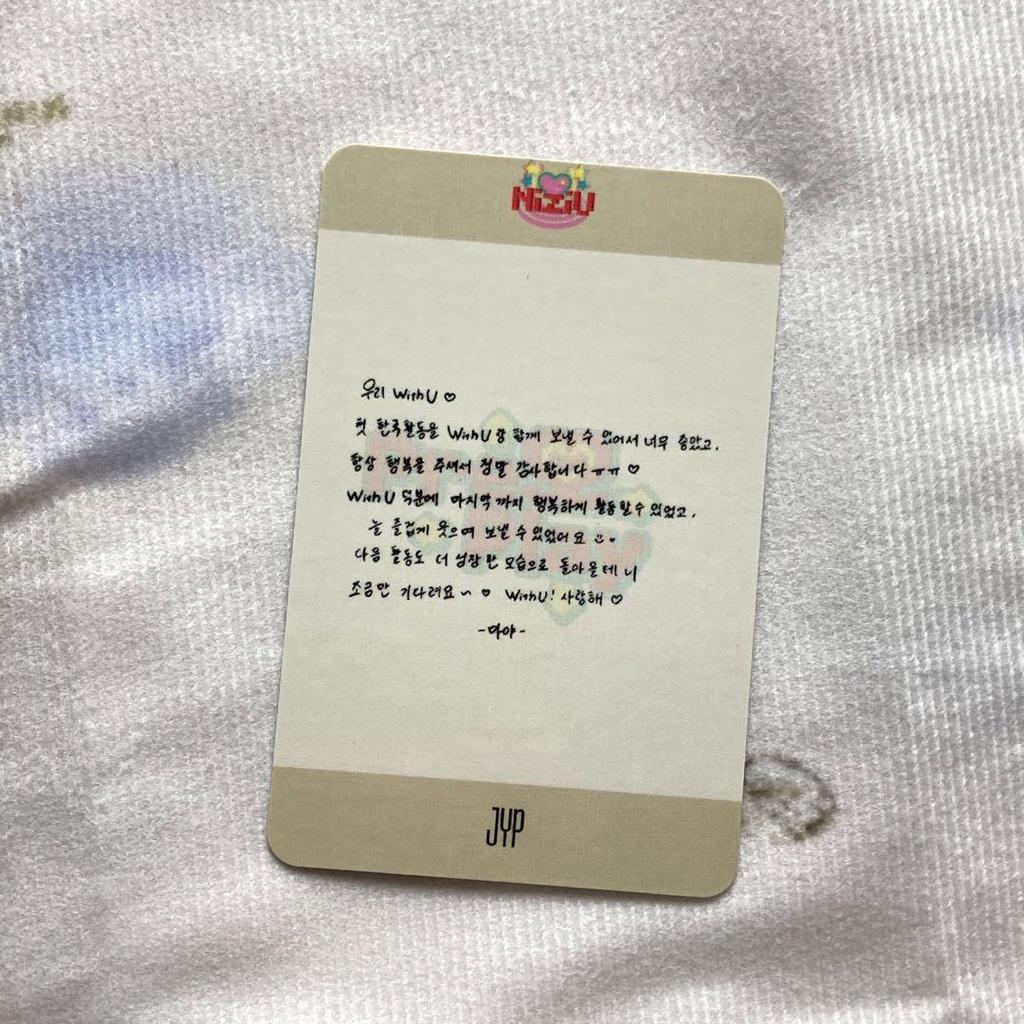 NiziU
우리 WithU ♡
첫 한국활동을 WithU랑 함께 보낼 수 있어서 너무 좋았고,
항상 행복을 주셔서 정말 감사합니다 ㅠㅠ ♡
WithU 덕분에 마지막까지 행복하게 활동할 수 있었고,
늘 즐겁게 웃으며 보낼 수 있었어요
다음 활동도 더 성장한 모습으로 돌아올테니
조금만 기다려요~ ♡ WithU! 사랑해 ♡
-마야-
JYP